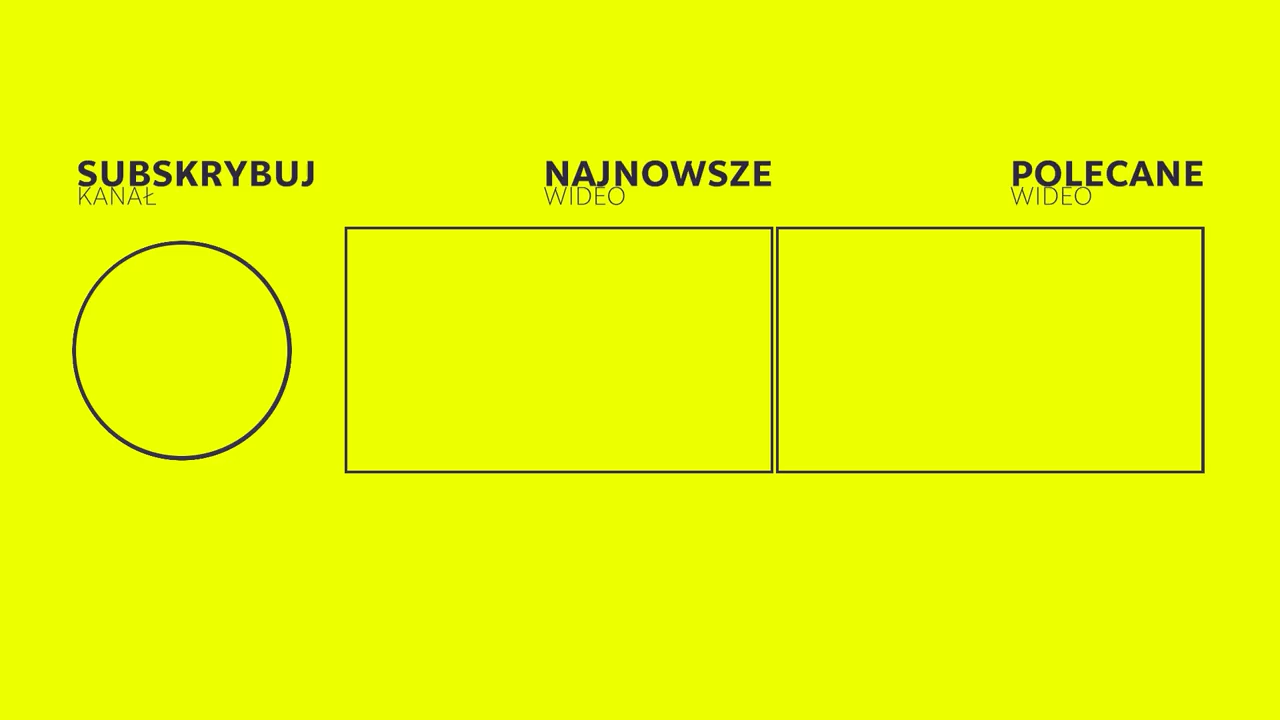 SUBSKRYBUJ
KANAŁ
NAJNOWSZE
WIDEO
POLECANE
WIDEO